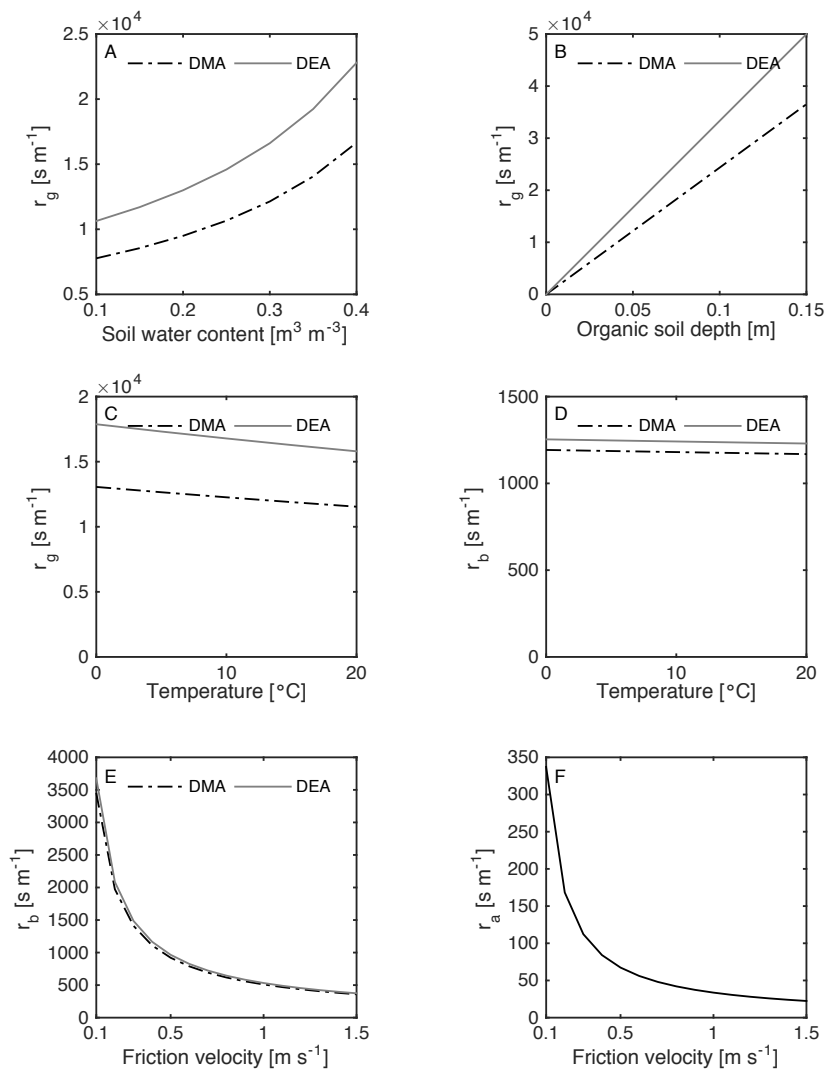 ×10⁴
A
DMA
DEA
2.5
2
1.5
1
0.5
r_g [s m⁻¹]
0.1
0.2
0.3
0.4
Soil water content [m³ m⁻³]
×10⁴
B
DMA
DEA
5
4
3
2
1
0
r_g [s m⁻¹]
0
0.05
0.1
0.15
Organic soil depth [m]
×10⁴
C
DMA
DEA
2
1.5
1
0.5
0
r_g [s m⁻¹]
0
10
20
Temperature [°C]
D
DMA
DEA
1500
1000
500
0
r_b [s m⁻¹]
0
10
20
Temperature [°C]
E
DMA
DEA
4000
3500
3000
2500
2000
1500
1000
500
0
r_b [s m⁻¹]
0.1
0.5
1
1.5
Friction velocity [m s⁻¹]
F
350
300
250
200
150
100
50
0
r_a [s m⁻¹]
0.1
0.5
1
1.5
Friction velocity [m s⁻¹]